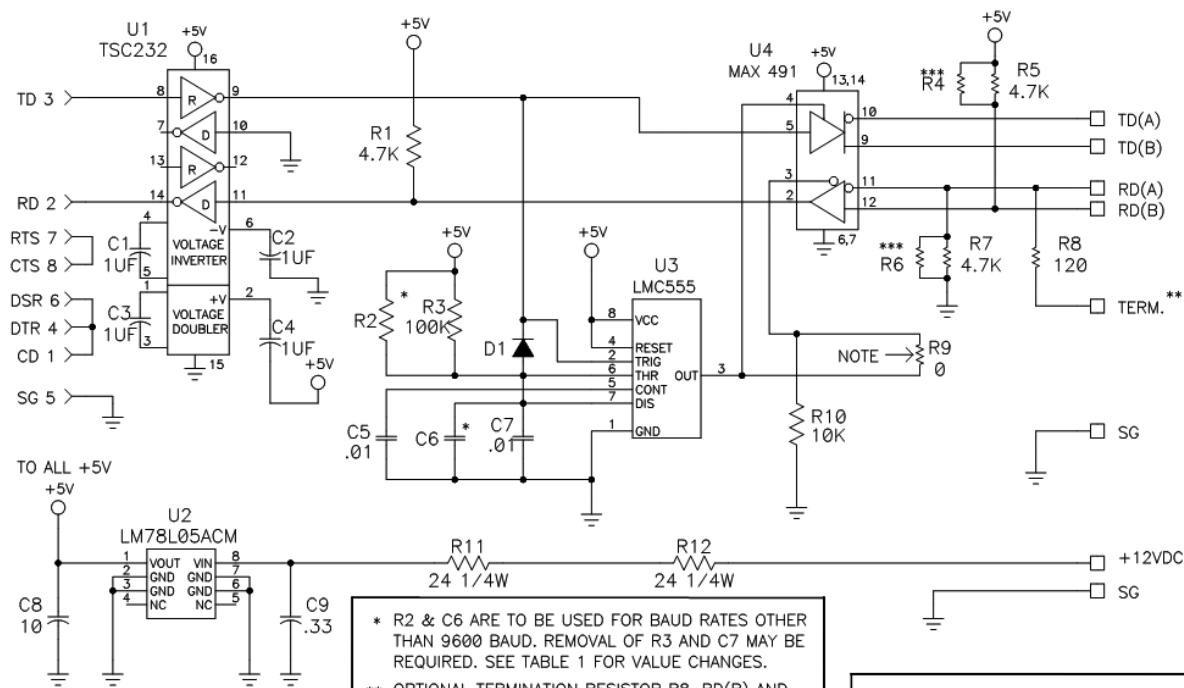 U1
TSC232
+5V
16
TD 3
8
R
9
7
D
10
13
R
12
RD 2
14
D
11
RTS 7
CTS 8
DSR 6
DTR 4
CD 1
SG 5
4
C1
1UF
5
VOLTAGE
INVERTER
-V
6
C2
1UF
1
C3
1UF
3
VOLTAGE
DOUBLER
+V
2
C4
1UF
+5V
15
+5V
R1
4.7K
+5V
R2
*
R3
100K
D1
C5
.01
C6
*
C7
.01
+5V
U3
LMC555
8
VCC
4
RESET
2
TRIG
6
THR
5
CONT
7
DIS
1
GND
OUT
3
U4
MAX 491
+5V
13,14
4
5
10
9
3
2
11
12
6,7
+5V
***
R4
R5
4.7K
TD(A)
TD(B)
RD(A)
RD(B)
***
R6
R7
4.7K
R8
120
TERM.**
NOTE
R9
0
R10
10K
SG
TO ALL +5V
+5V
U2
LM78L05ACM
1
VOUT
VIN
8
2
GND
GND
7
3
GND
GND
6
4
NC
NC
5
C8
10
C9
.33
R11
24 1/4W
R12
24 1/4W
+12VDC
SG
* R2 & C6 ARE TO BE USED FOR BAUD RATES OTHER
THAN 9600 BAUD. REMOVAL OF R3 AND C7 MAY BE
REQUIRED. SEE TABLE 1 FOR VALUE CHANGES.
** OPTIONAL TERMINATION RESISTOR R8, RD(B) AND